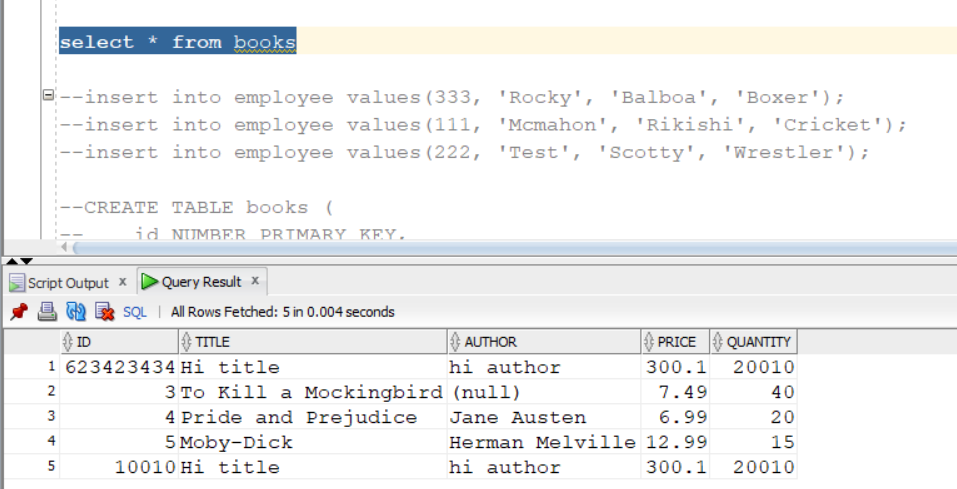 select * from books
--insert into employee values(333, 'Rocky', 'Balboa', 'Boxer');
--insert into employee values(111, 'Mcmahon', 'Rikishi', 'Cricket');
--insert into employee values(222, 'Test', 'Scotty', 'Wrestler');
--CREATE TABLE books (
-- id NUMBER PRIMARY KEY,
Script Output x Query Result x
SQL | All Rows Fetched: 5 in 0.004 seconds
ID TITLE AUTHOR PRICE QUANTITY
1 623423434 Hi title hi author 300.1 20010
2 3 To Kill a Mockingbird (null) 7.49 40
3 4 Pride and Prejudice Jane Austen 6.99 20
4 5 Moby-Dick Herman Melville 12.99 15
5 10010 Hi title hi author 300.1 20010